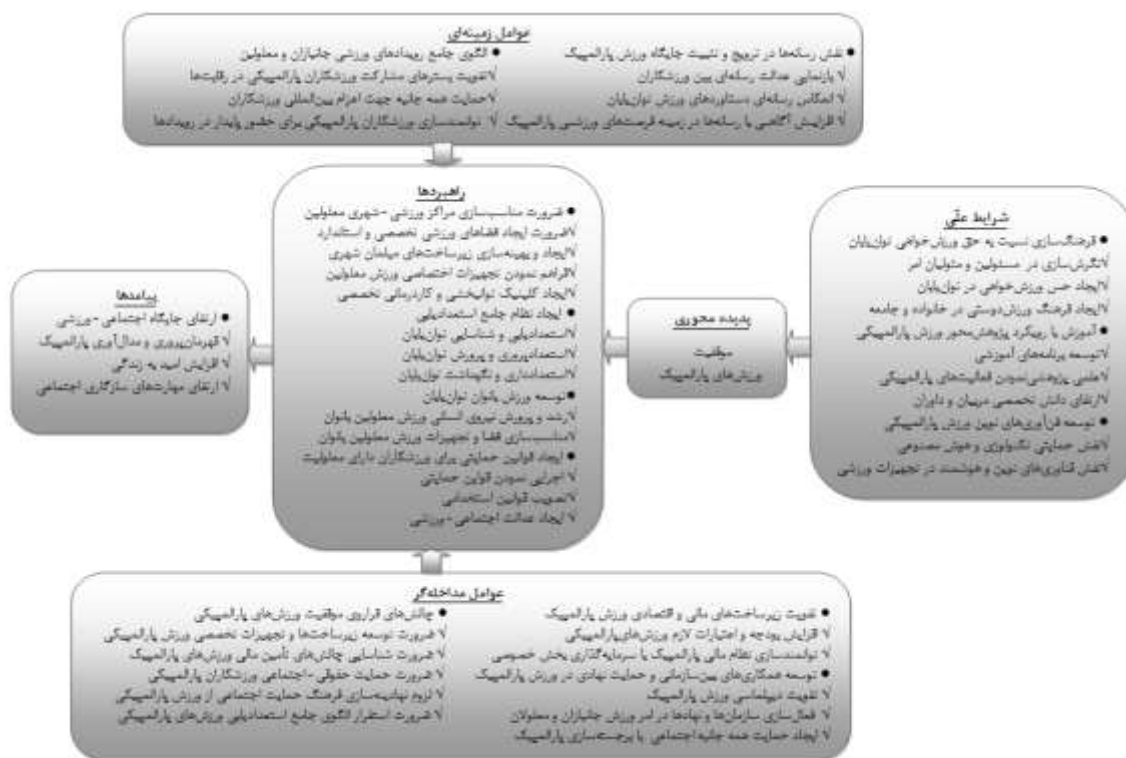 عوامل زمینه‌ای
● نقش رسانه‌ها در ترویج و تثبیت جایگاه ورزش پارالمپیک
√ بازنمایی عدالت رسانه‌ای بین ورزشکاران
√ انعکاس رسانه‌ای دستاوردهای ورزش توان‌یابان
√ افزایش آگاهی با رسانه‌ها در زمینه فرصت‌های ورزشی پارالمپیک
● الگوی جامع رویدادهای ورزشی جانبازان و معلولین
√تقویت بسترهای مشارکت ورزشکاران پارالمپیکی در رقابت‌ها
√حمایت همه جانبه جهت اعزام بین‌المللی ورزشکاران
√ توانمندسازی ورزشکاران پارالمپیکی برای حضور پایدار در رویدادها
شرایط علّی
● فرهنگ‌سازی نسبت به حق ورزش‌خواهی توان‌یابان
√نگرش‌سازی در مسئولین و متولیان امر
√ایجاد حس ورزش‌خواهی در توان‌یابان
√ایجاد فرهنگ ورزش‌دوستی در خانواده و جامعه
● آموزش با رویکرد پژوهش‌محور ورزش پارالمپیکی
√توسعه برنامه‌های آموزشی
√علمی پژوهشی‌نمودن فعالیت‌های پارالمپیکی
√ارتقای دانش تخصصی مربیان و داوران
● توسعه فن‌آوری‌های نوین ورزش پارالمپیکی
√نقش حمایتی تکنولوژی و هوش مصنوعی
√نقش فناوری‌های نوین و هوشمند در تجهیزات ورزشی
پدیده محوری
موفقیت
ورزش‌های پارالمپیک
راهبردها
● ضرورت مناسب‌سازی مراکز ورزشی - شهری معلولین
√ضرورت ایجاد فضاهای ورزشی تخصصی و استاندارد
√ایجاد و بهینه‌سازی زیرساخت‌های مبلمان شهری
√فراهم نمودن تجهیزات اختصاصی ورزش معلولین
√ایجاد کلینیک توانبخشی و کاردرمانی تخصصی
● ایجاد نظام جامع استعدادیابی
√استعدادیابی و شناسایی توان‌یابان
√استعدادپروری و پرورش توان‌یابان
√استعدادداری و نگهداشت توان‌یابان
● توسعه ورزش بانوان توان‌یابان
√رشد و پرورش نیروی انسانی ورزش معلولین بانوان
√مناسب‌سازی فضا و تجهیزات ورزش معلولین بانوان
● ایجاد قوانین حمایتی برای ورزشکاران دارای معلولیت
√ اجرایی نمودن قوانین حمایتی
√تصویب قوانین استخدامی
√ ایجاد عدالت اجتماعی - ورزشی
پیامدها
● ارتقای جایگاه اجتماعی - ورزشی
√ قهرمان‌پروری و مدال‌آوری پارالمپیک
√ افزایش امید به زندگی
√ ارتقای مهارت‌های سازگاری اجتماعی
عوامل مداخله‌گر
● تقویت زیرساخت‌های مالی و اقتصادی ورزش پارالمپیک
√ افزایش بودجه و اعتبارات لازم ورزش‌های‌پارالمپیکی
√ توانمندسازی نظام مالی پارالمپیک با سرمایه‌گذاری بخش خصوصی
● توسعه همکاری‌های بین‌سازمانی و حمایت نهادی در ورزش پارالمپیک
√ تقویت دیپلماسی ورزش پارالمپیک
√ فعال‌سازی سازمان‌ها و نهادها در امر ورزش جانبازان و معلولان
√ ایجاد حمایت همه جانبه اجتماعی با برجسته‌سازی پارالمپیک
● چالش‌های فراروی موفقیت ورزش‌های پارالمپیکی
√ ضرورت توسعه زیرساخت‌ها و تجهیزات تخصصی ورزش پارالمپیکی
√ ضرورت شناسایی چالش‌های تأمین مالی ورزش‌های پارالمپیک
√ ضرورت حمایت حقوقی - اجتماعی ورزشکاران پارالمپیکی
√ لزوم نهادینه‌سازی فرهنگ حمایت اجتماعی از ورزش پارالمپیکی
√ ضرورت استقرار الگوی جامع استعدادیابی ورزش‌های پارالمپیکی